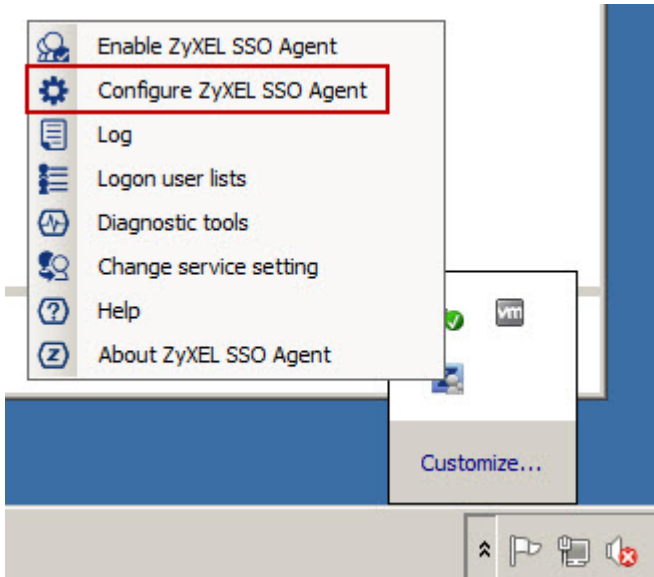 Enable ZyXEL SSO Agent
Configure ZyXEL SSO Agent
Log
Logon user lists
Diagnostic tools
Change service setting
Help
About ZyXEL SSO Agent
vm
Customize...